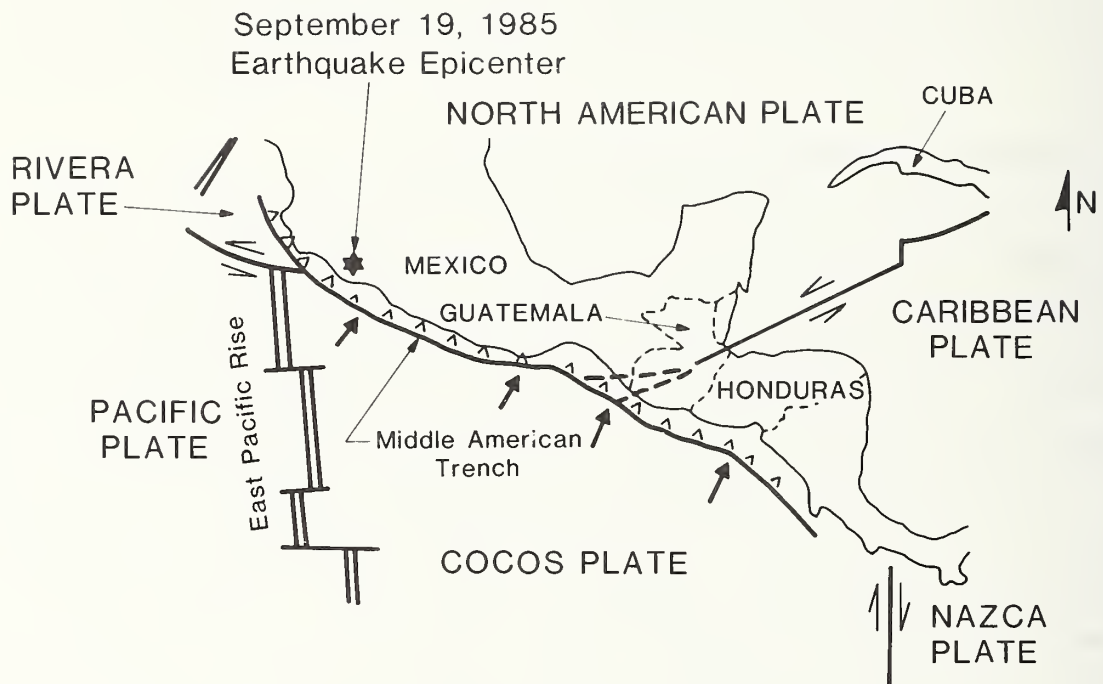 September 19, 1985
Earthquake Epicenter
NORTH AMERICAN PLATE
CUBA
RIVERA
PLATE
N
MEXICO
GUATEMALA
CARIBBEAN
PLATE
HONDURAS
PACIFIC
PLATE
East Pacific Rise
Middle American
Trench
COCOS PLATE
NAZCA
PLATE